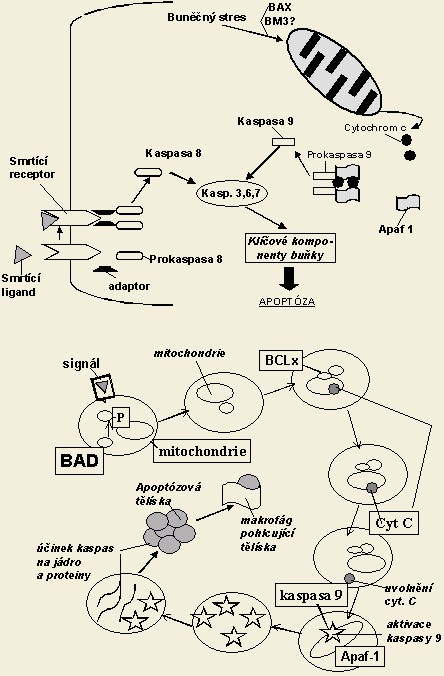 Buněčný stres
BAX
BM3?
Cytochrom c
Kaspasa 9
Prokaspasa 9
Kaspasa 8
Smrtící
receptor
Kasp. 3,6,7
Apaf 1
Klíčové kompo-
nenty buňky
Prokaspasa 8
Smrtící
ligand
adaptor
APOPTÓZA
signál
mitochondrie
BCLx
P
BAD
mitochondrie
Apoptózová
tělíska
makrofág
pohlcující
tělíska
Cyt C
účinek kaspas
na jádro
a proteiny
uvolnění
cyt. C
kaspasa 9
aktivace
kaspasy 9
Apaf-1